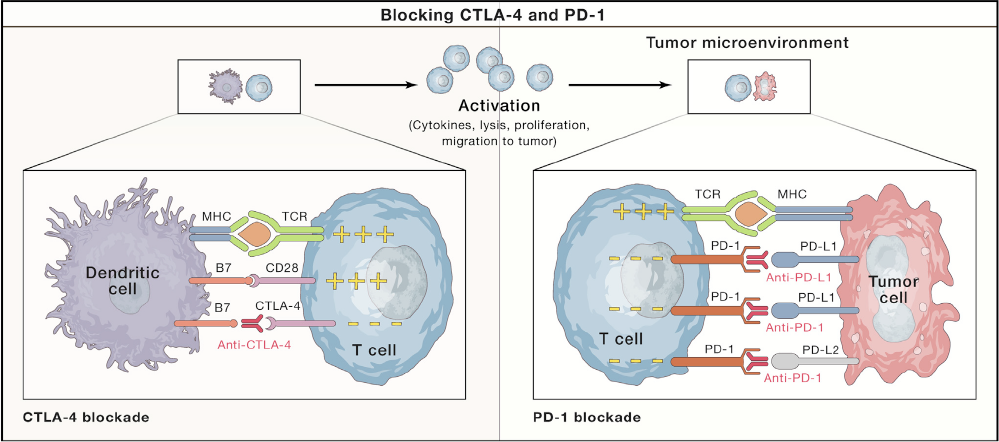 Blocking CTLA-4 and PD-1
Tumor microenvironment
Activation
(Cytokines, lysis, proliferation,
migration to tumor)
MHC
TCR
+++
B7
CD28
+++
B7
CTLA-4
Anti-CTLA-4
- - -
Dendritic
cell
T cell
CTLA-4 blockade
TCR
MHC
+++
PD-1
PD-L1
- - -
Anti-PD-L1
PD-1
PD-L1
- - -
Anti-PD-1
PD-1
PD-L2
- - -
Anti-PD-1
T cell
Tumor
cell
PD-1 blockade